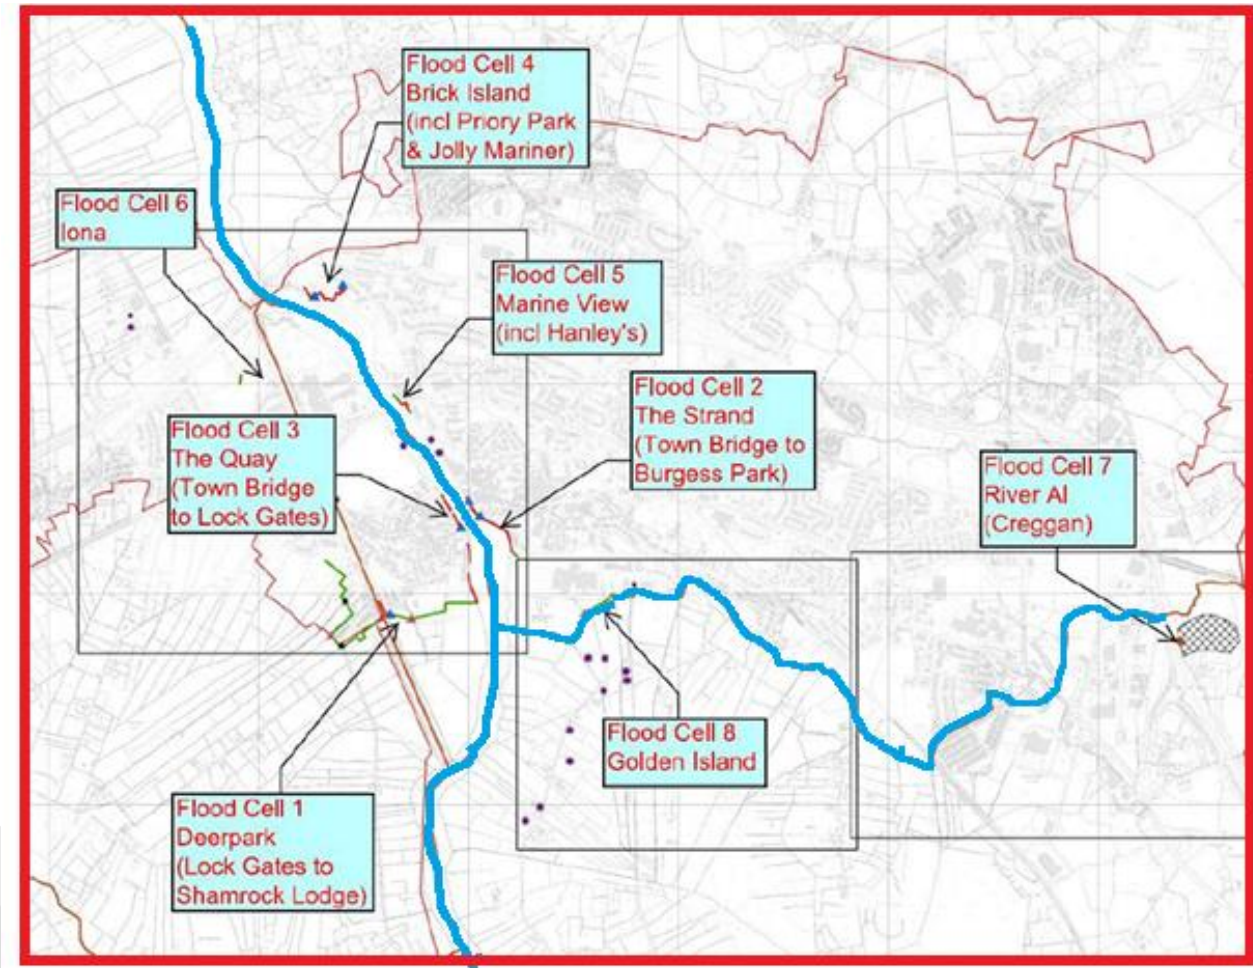 Flood Cell 4
Brick Island
(incl Priory Park
& Jolly Mariner)
Flood Cell 6
Iona
Flood Cell 5
Marine View
(incl Hanley's)
Flood Cell 2
The Strand
(Town Bridge to
Burgess Park)
Flood Cell 3
The Quay
(Town Bridge
to Lock Gates)
Flood Cell 7
River Al
(Creggan)
Flood Cell 8
Golden Island
Flood Cell 1
Deerpark
(Lock Gates to
Shamrock Lodge)